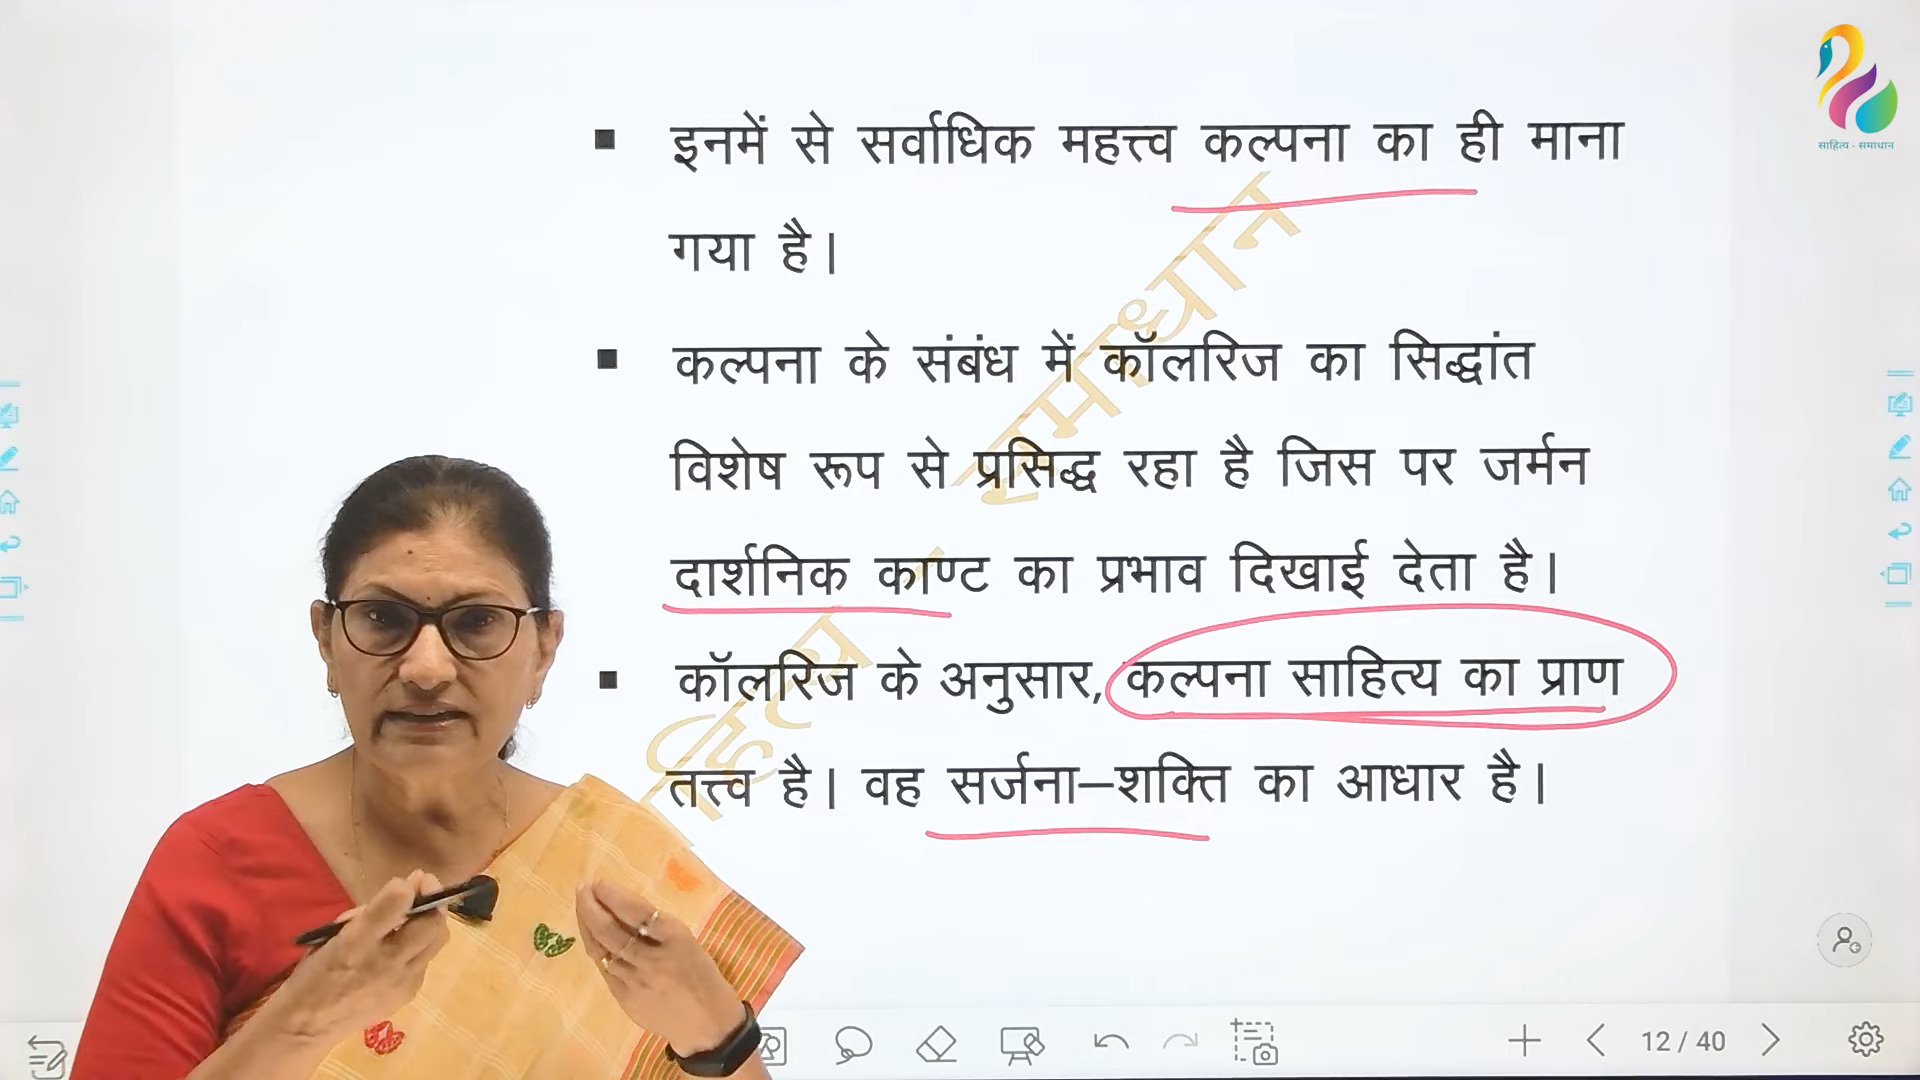 इनमें से सर्वाधिक महत्त्व कल्पना का ही माना
गया है।
कल्पना के संबंध में कॉलरिज का सिद्धांत
विशेष रूप से प्रसिद्ध रहा है जिस पर जर्मन
दार्शनिक काण्ट का प्रभाव दिखाई देता है।
कॉलरिज के अनुसार, कल्पना साहित्य का प्राण
तत्त्व है। वह सर्जना–शक्ति का आधार है।
साहित्य - समाधान
साहित्य - समाधान
12 / 40